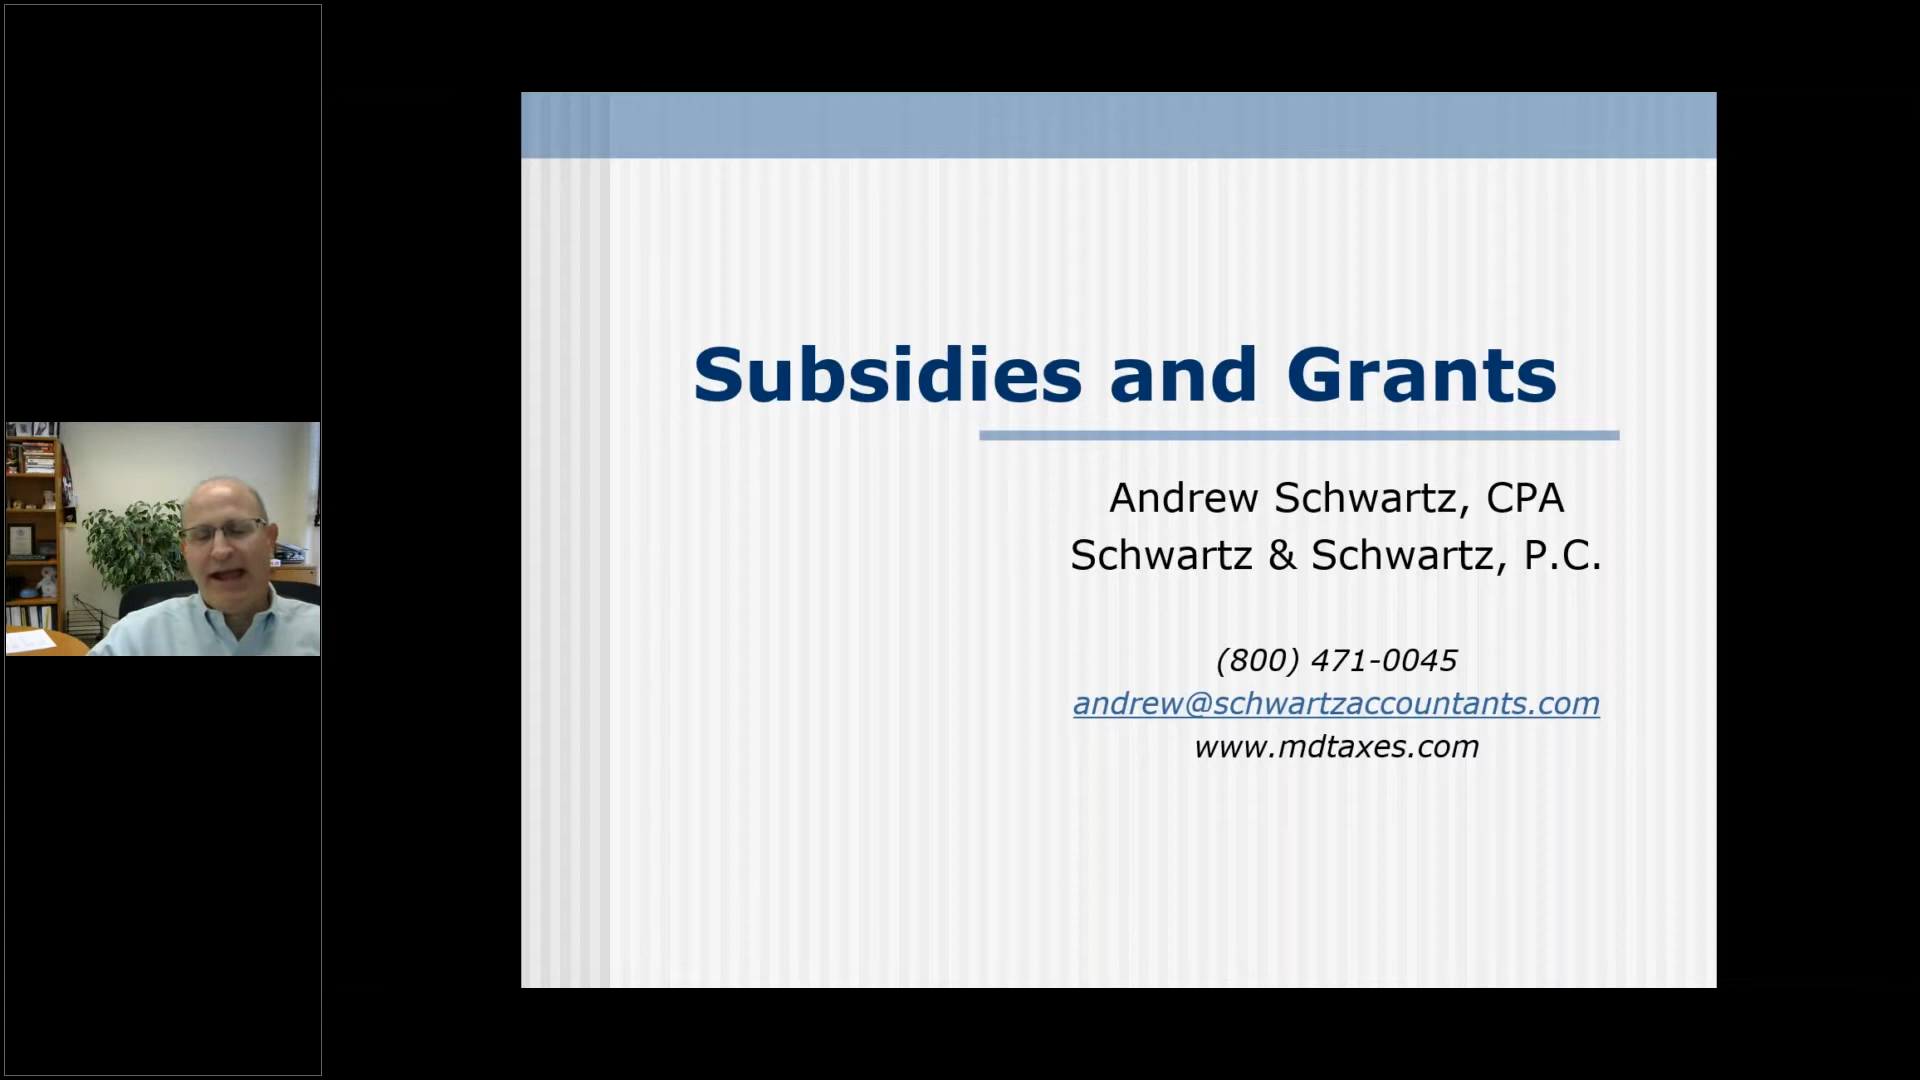 Subsidies and Grants
Andrew Schwartz, CPA
Schwartz & Schwartz, P.C.
(800) 471-0045
andrew@schwartzaccountants.com
www.mdtaxes.com